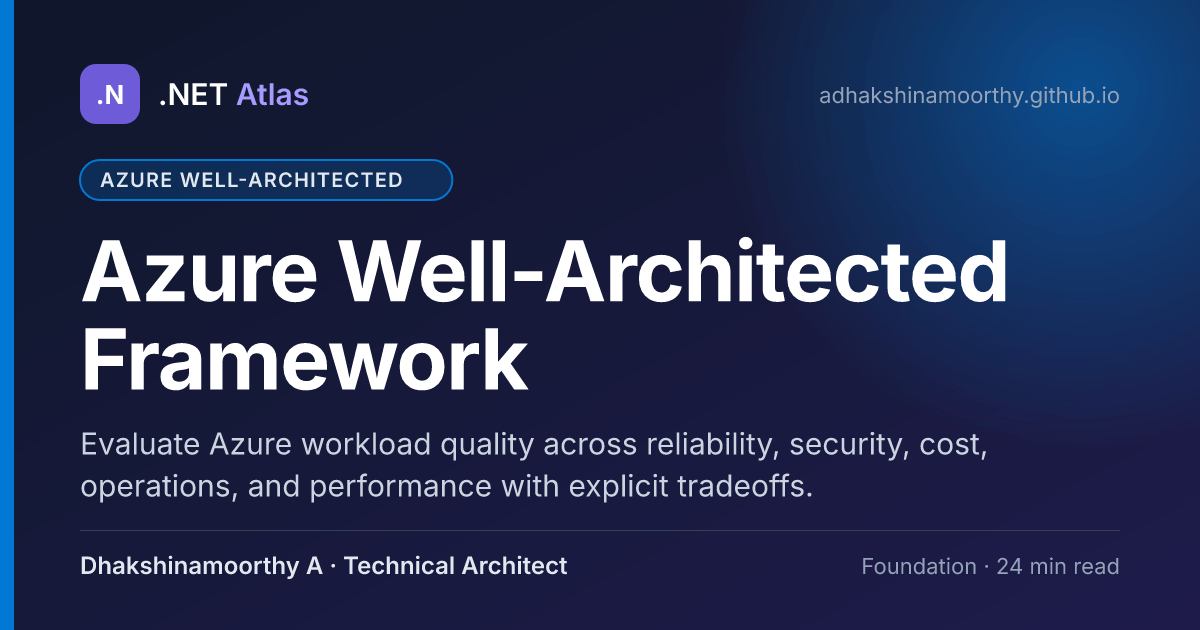 .N
.NET Atlas
adhakshinamoorthy.github.io
AZURE WELL-ARCHITECTED
Azure Well-Architected
Framework
Evaluate Azure workload quality across reliability, security, cost,
operations, and performance with explicit tradeoffs.
Dhakshinamoorthy A · Technical Architect
Foundation · 24 min read